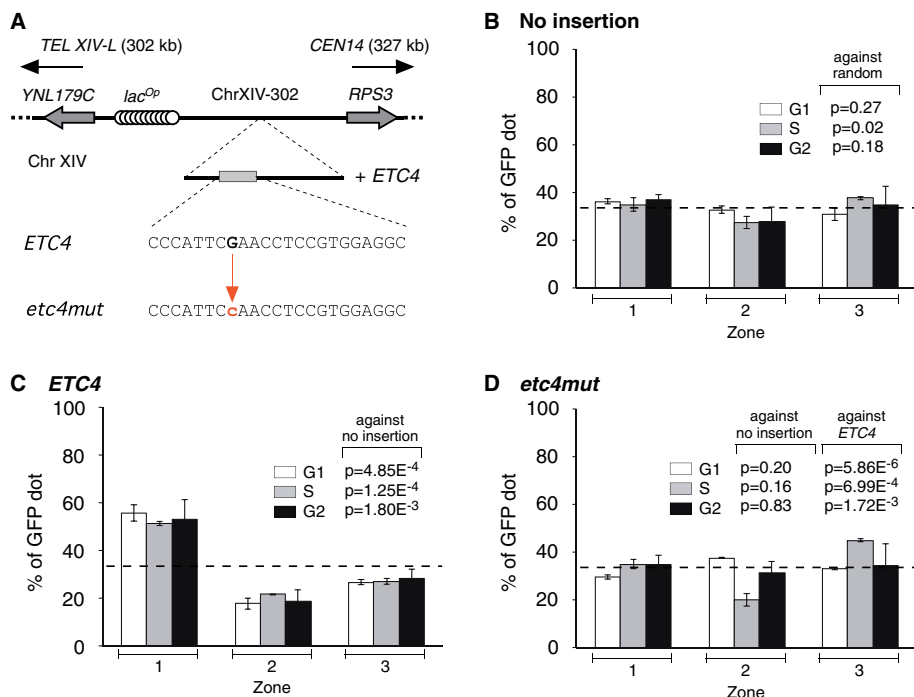 A
TEL XIV-L (302 kb)
CEN14 (327 kb)
YNL179C
lacOp
ChrXIV-302
RPS3
Chr XIV
+ ETC4
ETC4
CCCATTCGAACCTCCGTGGAGGC
etc4mut
CCCATTCcAACCTCCGTGGAGGC
B No insertion
% of GFP dot
100
80
60
40
20
0
against
random
G1 p=0.27
S p=0.02
G2 p=0.18
1 2 3
Zone
C ETC4
% of GFP dot
100
80
60
40
20
0
against
no insertion
G1 p=4.85E-4
S p=1.25E-4
G2 p=1.80E-3
1 2 3
Zone
D etc4mut
% of GFP dot
100
80
60
40
20
0
against against
no insertion ETC4
G1 p=0.20 p=5.86E-6
S p=0.16 p=6.99E-4
G2 p=0.83 p=1.72E-3
1 2 3
Zone